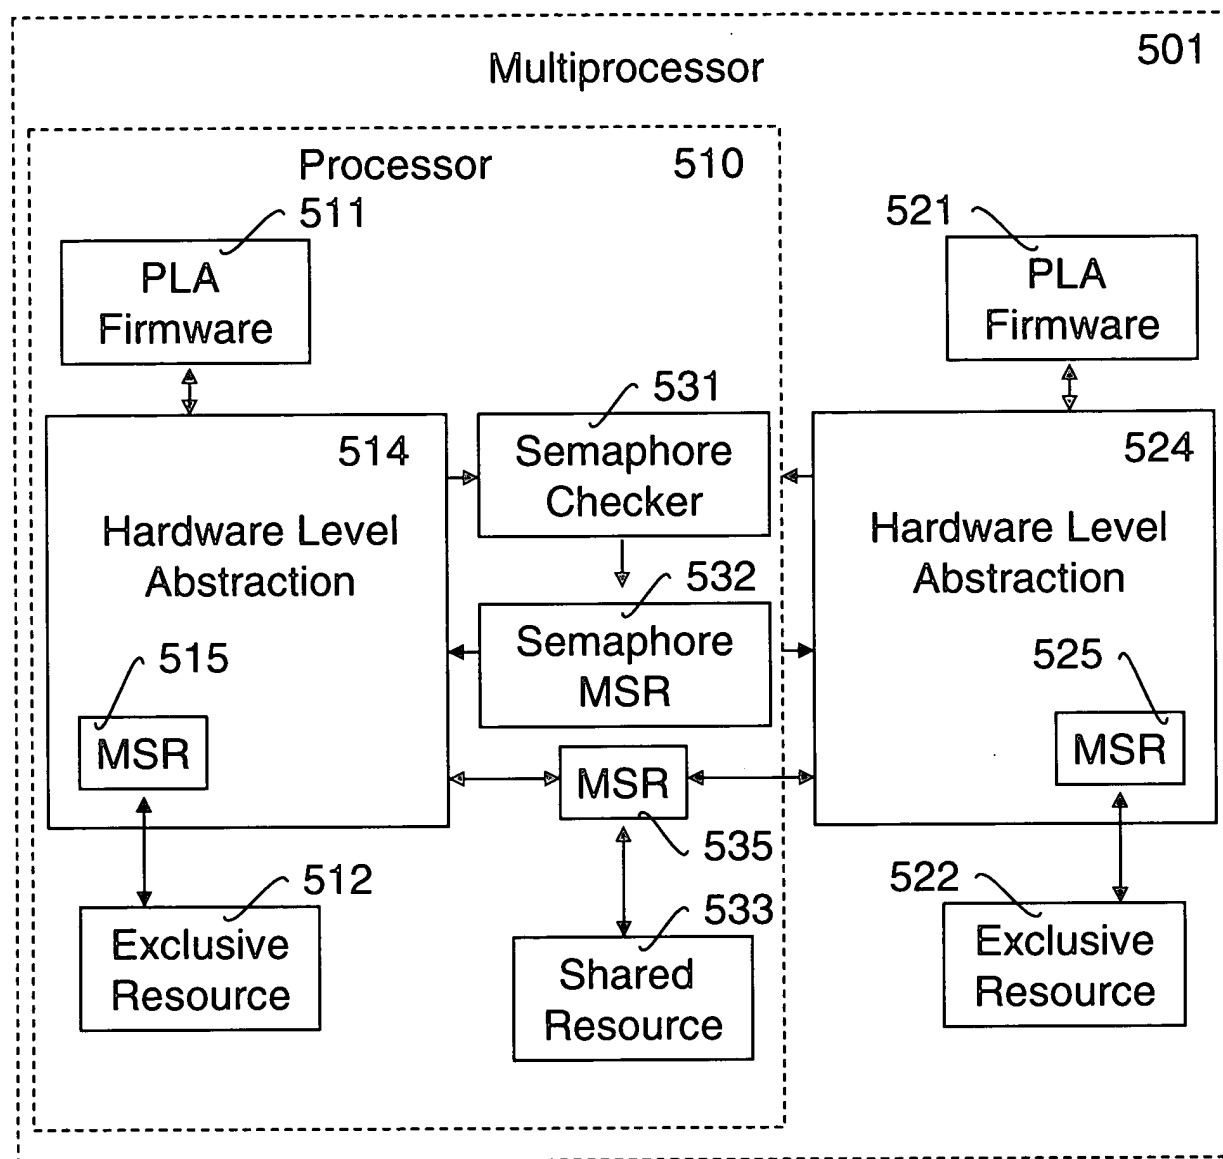 501
Multiprocessor
Processor
510
511
PLA
Firmware
521
PLA
Firmware
514
Hardware Level
Abstraction
531
Semaphore
Checker
524
Hardware Level
Abstraction
532
Semaphore
MSR
515
MSR
525
MSR
MSR
535
512
Exclusive
Resource
533
Shared
Resource
522
Exclusive
Resource